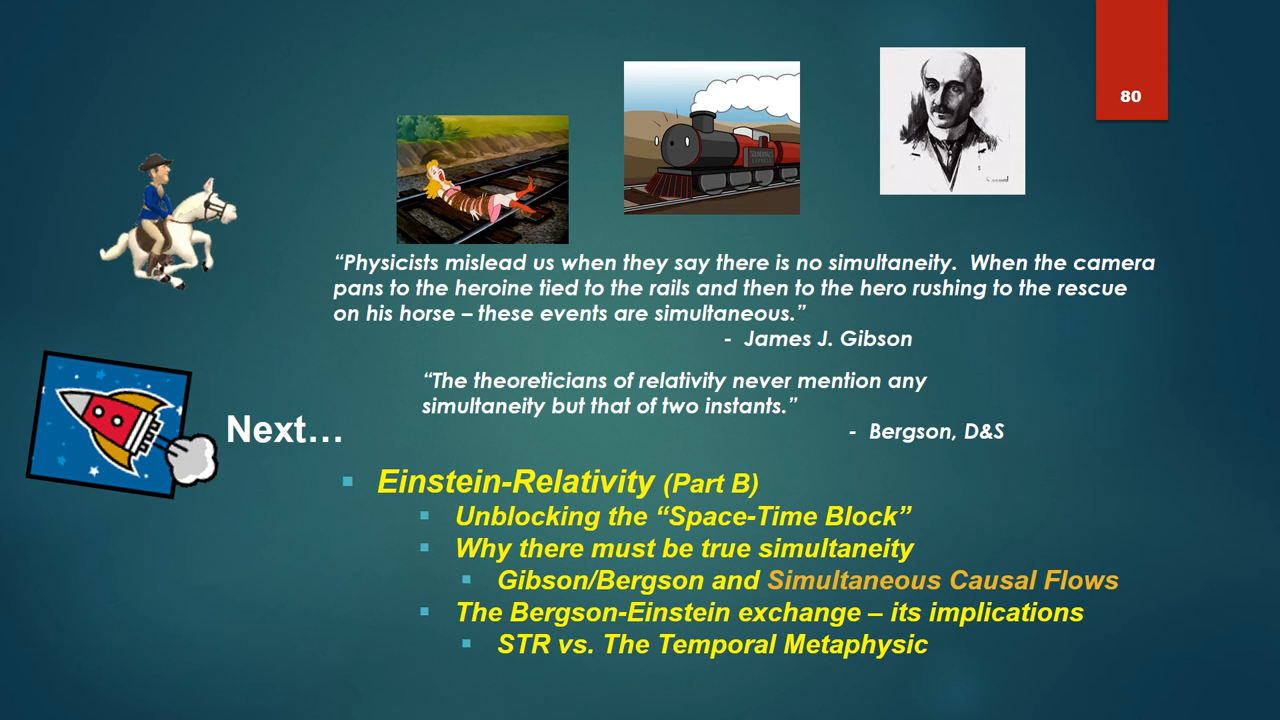 80
“Physicists mislead us when they say there is no simultaneity.  When the camera
pans to the heroine tied to the rails and then to the hero rushing to the rescue
on his horse – these events are simultaneous.”
- James J. Gibson
“The theoreticians of relativity never mention any
simultaneity but that of two instants.”
- Bergson, D&S
Next…
▪ Einstein-Relativity (Part B)
▪ Unblocking the “Space-Time Block”
▪ Why there must be true simultaneity
▪ Gibson/Bergson and Simultaneous Causal Flows
▪ The Bergson-Einstein exchange – its implications
▪ STR vs. The Temporal Metaphysic